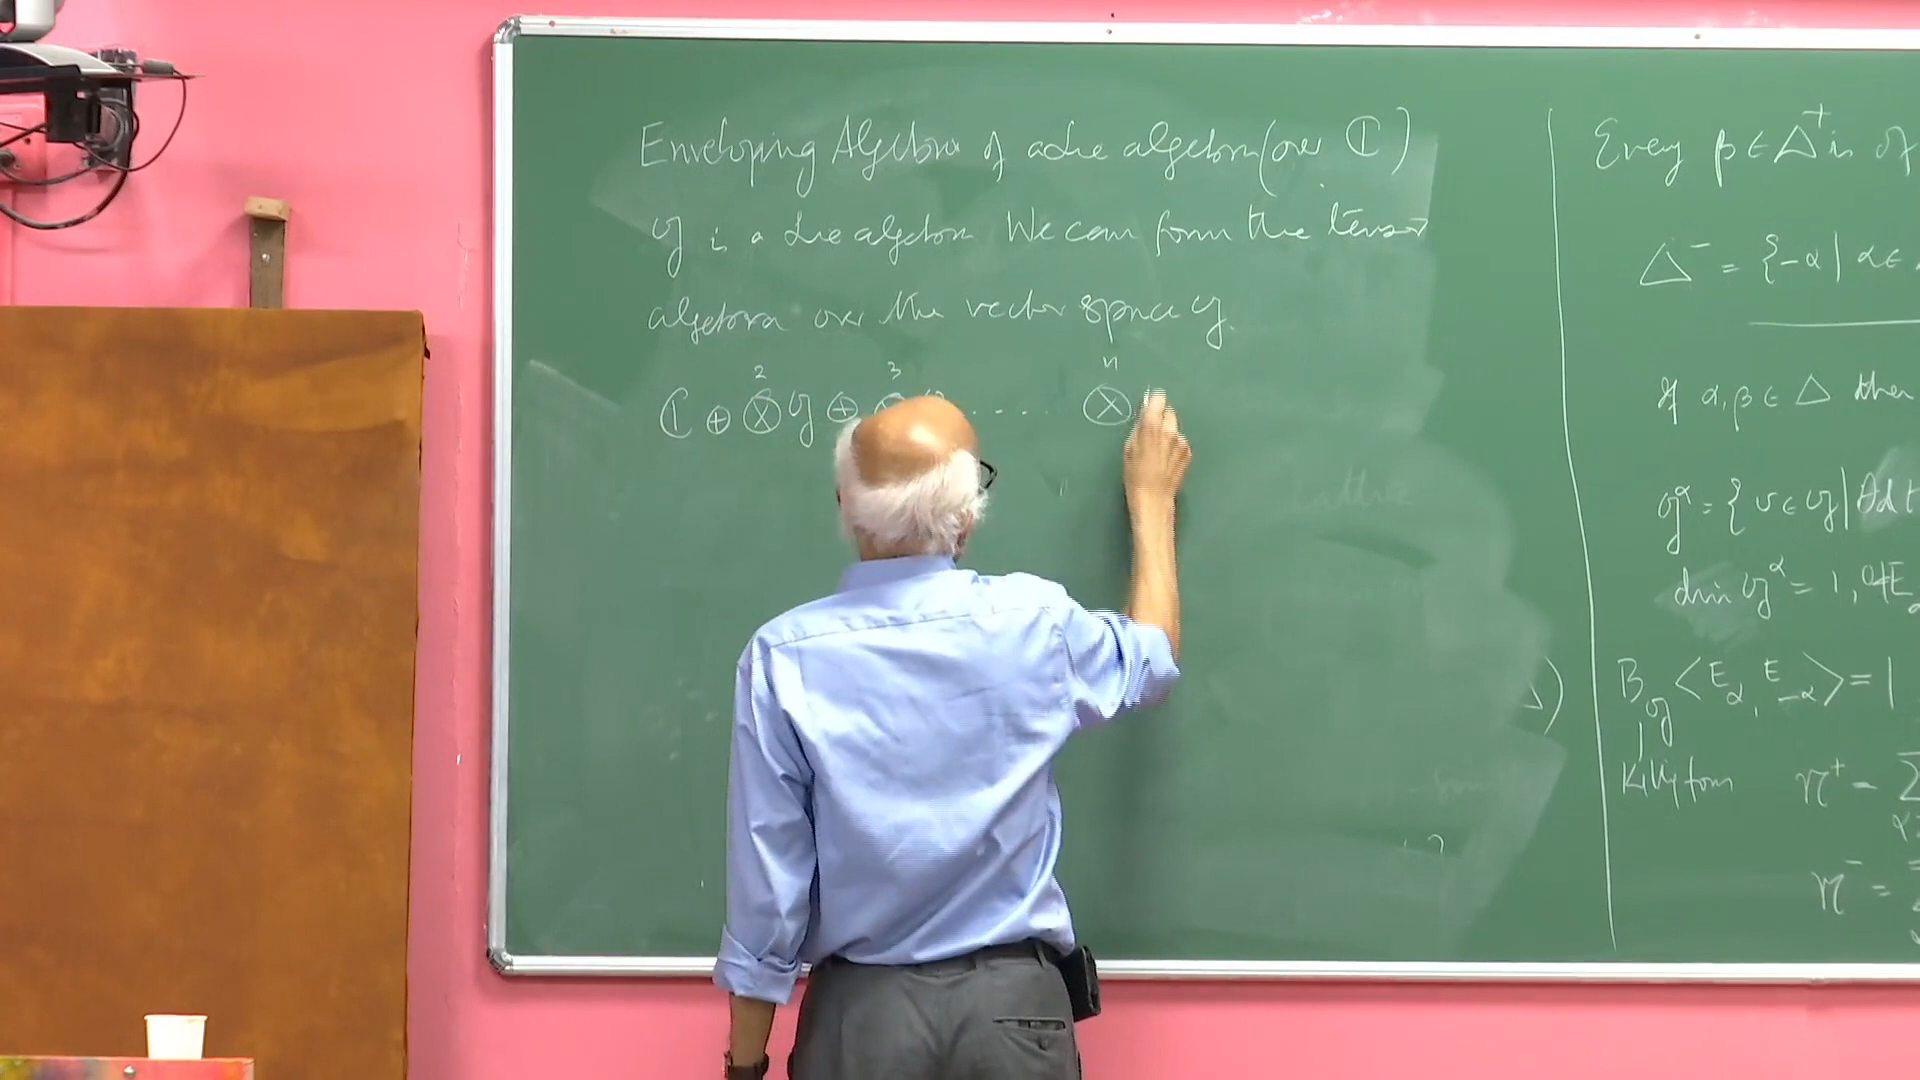 Enveloping Algebra of a Lie algebra (over ℂ)
𝔤 is a Lie algebra We can form the tensor
algebra over the vector space 𝔤.
ℂ ⊕ ⊗² 𝔤 ⊕ ⊗³ ..... ⊗ⁿ
Every β ∈ Δ⁺ is of
Δ⁻ = {-α | α ∈
If α, β ∈ Δ then
𝔤^α = { v ∈ 𝔤 | Ad
dim 𝔤^α = 1,
B_𝔤 <E_α, E_-α> = 1
Killing form 𝔫⁺ = Σ
𝔫⁻ =